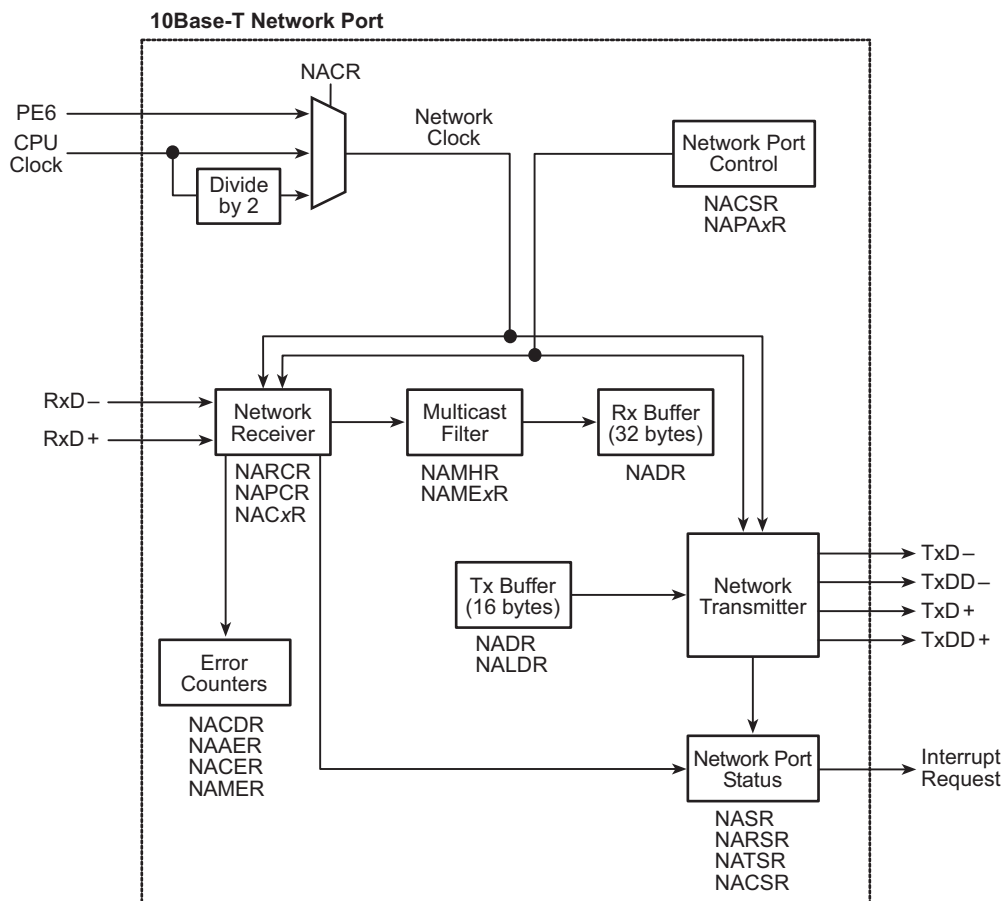 10Base-T Network Port
NACR
PE6
CPU
Clock
Divide
by 2
Network
Clock
Network Port
Control
NACSR
NAPAxR
RxD–
RxD+
Network
Receiver
NARCR
NAPCR
NACxR
Multicast
Filter
NAMHR
NAMExR
Rx Buffer
(32 bytes)
NADR
Tx Buffer
(16 bytes)
NADR
NALDR
Network
Transmitter
TxD–
TxDD–
TxD+
TxDD+
Error
Counters
NACDR
NAAER
NACER
NAMER
Network Port
Status
NASR
NARSR
NATSR
NACSR
Interrupt
Request